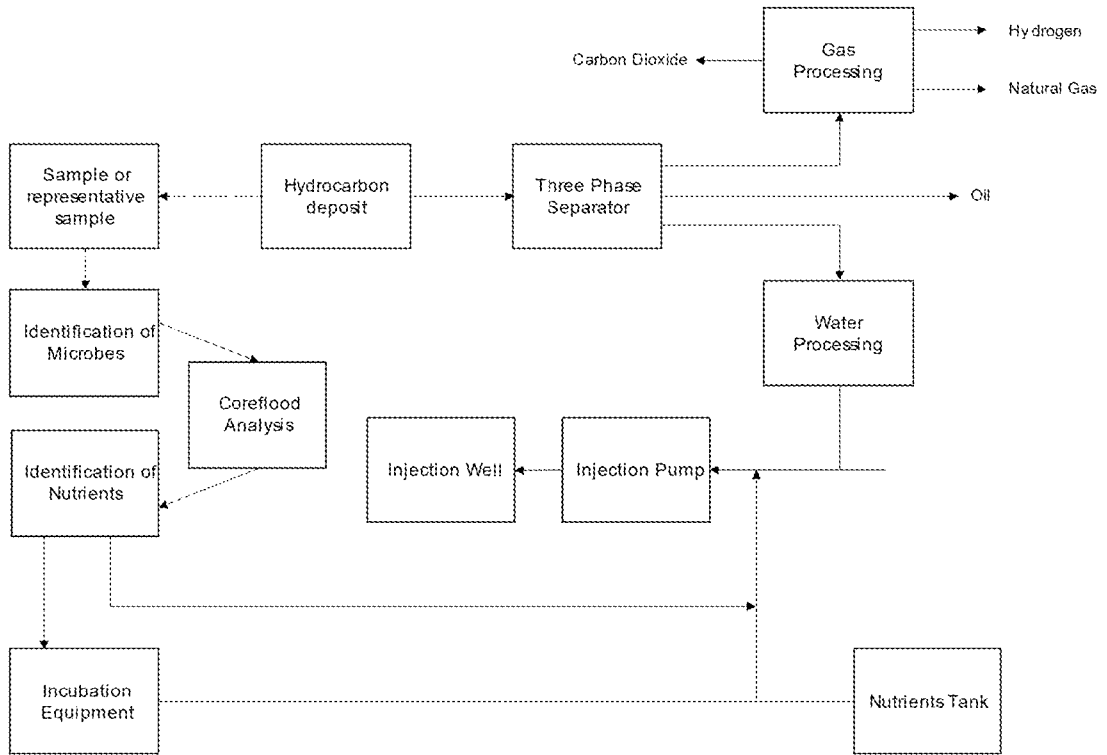 Gas
Processing
Hydrogen
Carbon Dioxide
Natural Gas
Sample or
representative
sample
Hydrocarbon
deposit
Three Phase
Separator
Oil
Identification of
Microbes
Water
Processing
Coreflood
Analysis
Identification of
Nutrients
Injection Well
Injection Pump
Incubation
Equipment
Nutrients Tank